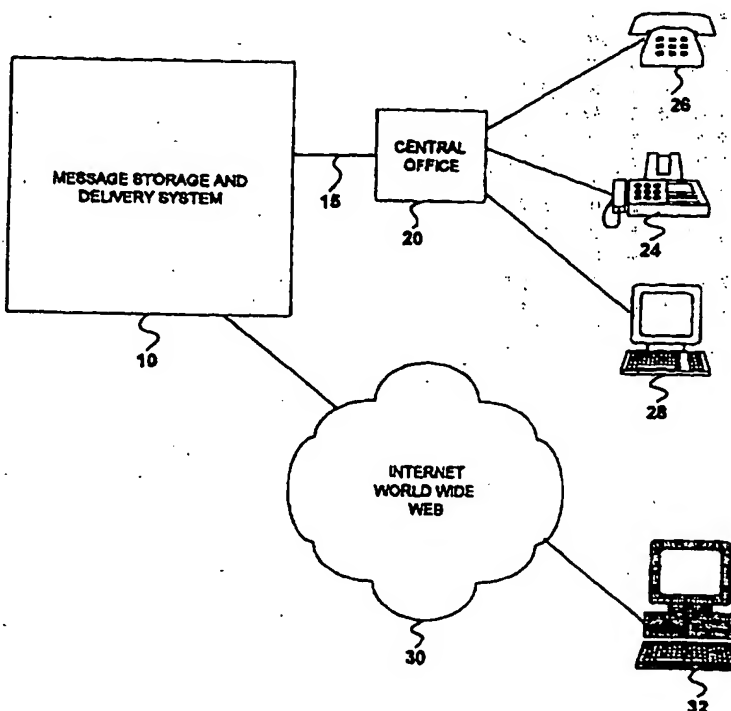 26
MESSAGE STORAGE AND
DELIVERY SYSTEM
15
CENTRAL
OFFICE
20
24
10
28
INTERNET
WORLD WIDE
WEB
30
32